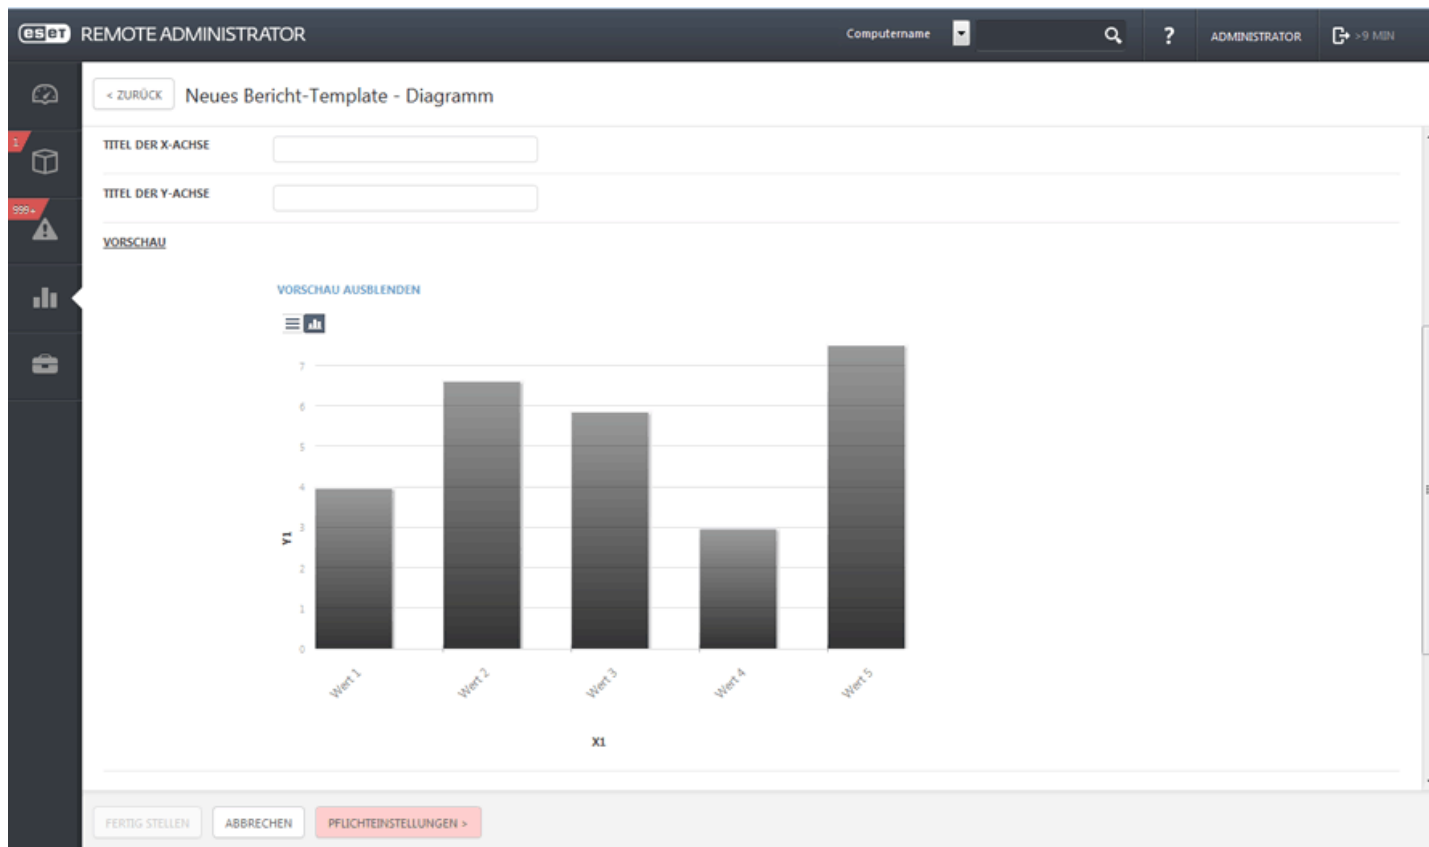 eseT REMOTE ADMINISTRATOR
Computername
?
ADMINISTRATOR
>9 MIN
< ZURÜCK
Neues Bericht-Template - Diagramm
1
999+
TITEL DER X-ACHSE
TITEL DER Y-ACHSE
VORSCHAU
VORSCHAU AUSBLENDEN
7
6
5
4
3
2
1
0
Y1
Wert 1
Wert 2
Wert 3
Wert 4
Wert 5
X1
FERTIG STELLEN
ABBRECHEN
PFLICHTEINSTELLUNGEN >